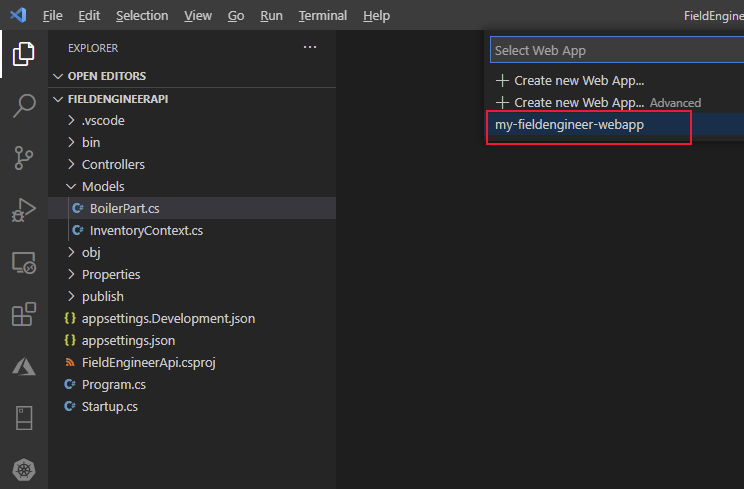 File Edit Selection View Go Run Terminal Help FieldEngine
EXPLORER ...
OPEN EDITORS
FIELDENGINEERAPI
.vscode
bin
Controllers
Models
C# BoilerPart.cs
C# InventoryContext.cs
obj
Properties
publish
{} appsettings.Development.json
{} appsettings.json
FieldEngineerApi.csproj
C# Program.cs
C# Startup.cs
Select Web App
+ Create new Web App...
+ Create new Web App... Advanced
my-fieldengineer-webapp